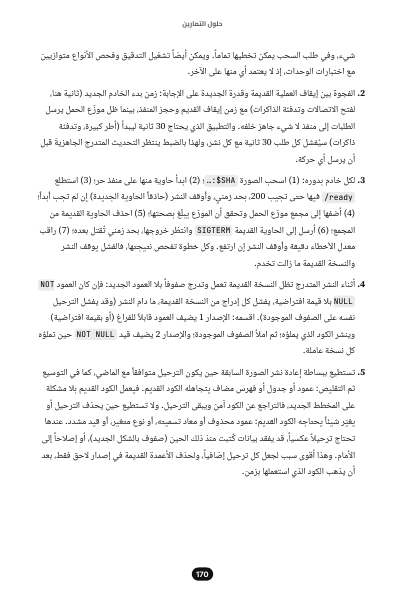 حلول التمارين
شيء، وفي طلب السحب يمكن تخطيها تماماً. ويمكن أيضاً تشغيل التدقيق وفحص الأنواع متوازيين
مع اختبارات الوحدات، إذ لا يعتمد أي منها على الآخر.
2. الفجوة بين إيقاف العملية القديمة وقدرة الجديدة على الإجابة: زمن بدء الخادم الجديد (ثانية هنا،
لفتح الاتصالات وتدفئة الذاكرات) مع زمن إيقاف القديم وحجز المنفذ، بينما ظل موزّع الحمل يرسل
الطلبات إلى منفذ لا شيء جاهز خلفه. والتطبيق الذي يحتاج 30 ثانية ليبدأ (أطر كبيرة، وتدفئة
ذاكرات) سيُفشل كل طلب 30 ثانية مع كل نشر، ولهذا بالضبط ينتظر التحديث المتدرج الجاهزية قبل
أن يرسل أي حركة.
3. لكل خادم بدوره: (1) اسحب الصورة …:$SHA؛ (2) ابدأ حاوية منها على منفذ حر؛ (3) استطلع
/ready فيها حتى تجيب 200، بحد زمني، وأوقف النشر (حاذفاً الحاوية الجديدة) إن لم تجب أبداً؛
(4) أضفها إلى مجمع موزّع الحمل وتحقق أن الموزع يبلّغ بصحتها؛ (5) احذف الحاوية القديمة من
المجمع؛ (6) أرسل إلى الحاوية القديمة SIGTERM وانتظر خروجها، بحد زمني تُقتل بعده؛ (7) راقب
معدل الأخطاء دقيقة وأوقف النشر إن ارتفع. وكل خطوة تفحص نتيجتها، فالفشل يوقف النشر
والنسخة القديمة ما زالت تخدم.
4. أثناء النشر المتدرج تظل النسخة القديمة تعمل وتدرج صفوفاً بلا العمود الجديد: فإن كان العمود NOT
NULL بلا قيمة افتراضية، يفشل كل إدراج من النسخة القديمة، ما دام النشر (وقد يفشل الترحيل
نفسه على الصفوف الموجودة). اقسمه: الإصدار 1 يضيف العمود قابلاً للفراغ (أو بقيمة افتراضية)
وينشر الكود الذي يملؤه؛ ثم املأ الصفوف الموجودة؛ والإصدار 2 يضيف قيد NOT NULL حين تملؤه
كل نسخة عاملة.
5. تستطيع ببساطة إعادة نشر الصورة السابقة حين يكون الترحيل متوافقاً مع الماضي، كما في التوسيع
ثم التقليص: عمود أو جدول أو فهرس مضاف يتجاهله الكود القديم. فيعمل الكود القديم بلا مشكلة
على المخطط الجديد، فالتراجع عن الكود آمن ويبقى الترحيل. ولا تستطيع حين يحذف الترحيل أو
يغيّر شيئاً يحتاجه الكود القديم: عمود محذوف أو معاد تسميته، أو نوع متغير، أو قيد مشدد. عندها
تحتاج ترحيلاً عكسياً، قد يفقد بيانات كُتبت منذ ذلك الحين (صفوف بالشكل الجديد)، أو إصلاحاً إلى
الأمام. وهذا أقوى سبب لجعل كل ترحيل إضافياً، ولحذف الأعمدة القديمة في إصدار لاحق فقط، بعد
أن يذهب الكود الذي استعملها بزمن.
170